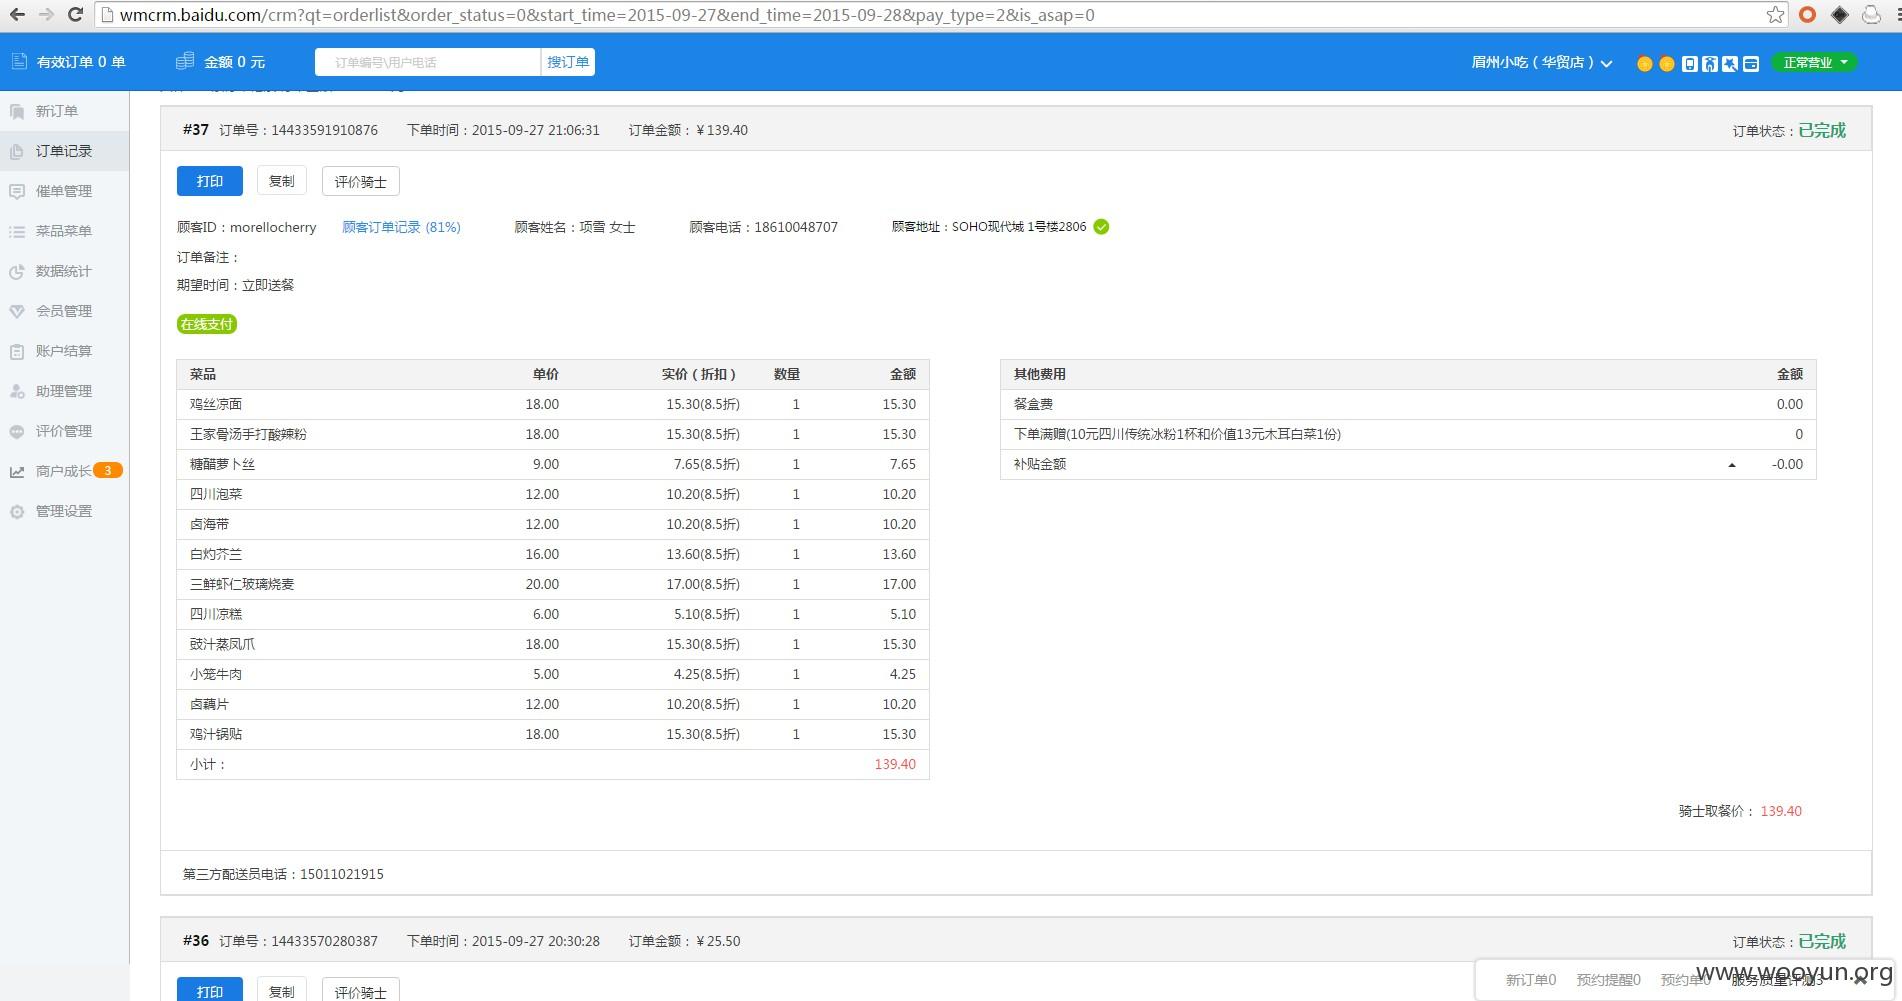 wmcrm.baidu.com/crm?qt=orderlist&order_status=0&start_time=2015-09-27&end_time=2015-09-28&pay_type=2&is_asap=0
有效订单 0 单 金额 0 元 订单编号\用户电话 搜订单 眉州小吃（华贸店） 正常营业
新订单
订单记录
催单管理
菜品菜单
数据统计
会员管理
账户结算
助理管理
评价管理
商户成长 3
管理设置
#37 订单号：14433591910876 下单时间：2015-09-27 21:06:31 订单金额：￥139.40 订单状态：已完成
打印 复制 评价骑士
顾客ID：morellocherry 顾客订单记录 (81%) 顾客姓名：项雪 女士 顾客电话：18610048707 顾客地址：SOHO现代城 1号楼2806
订单备注：
期望时间：立即送餐
在线支付
菜品 单价 实价（折扣） 数量 金额
鸡丝凉面 18.00 15.30(8.5折) 1 15.30
王家骨汤手打酸辣粉 18.00 15.30(8.5折) 1 15.30
糖醋萝卜丝 9.00 7.65(8.5折) 1 7.65
四川泡菜 12.00 10.20(8.5折) 1 10.20
卤海带 12.00 10.20(8.5折) 1 10.20
白灼芥兰 16.00 13.60(8.5折) 1 13.60
三鲜虾仁玻璃烧麦 20.00 17.00(8.5折) 1 17.00
四川凉糕 6.00 5.10(8.5折) 1 5.10
豉汁蒸凤爪 18.00 15.30(8.5折) 1 15.30
小笼牛肉 5.00 4.25(8.5折) 1 4.25
卤藕片 12.00 10.20(8.5折) 1 10.20
鸡汁锅贴 18.00 15.30(8.5折) 1 15.30
小计： 139.40
其他费用 金额
餐盒费 0.00
下单满赠(10元四川传统冰粉1杯和价值13元木耳白菜1份) 0
补贴金额 -0.00
骑士取餐价： 139.40
第三方配送员电话：15011021915
#36 订单号：14433570280387 下单时间：2015-09-27 20:30:28 订单金额：￥25.50 订单状态：已完成
打印 复制 评价骑士
新订单0 预约提醒0 预约单0 服务质量评测3
www.wooyun.org